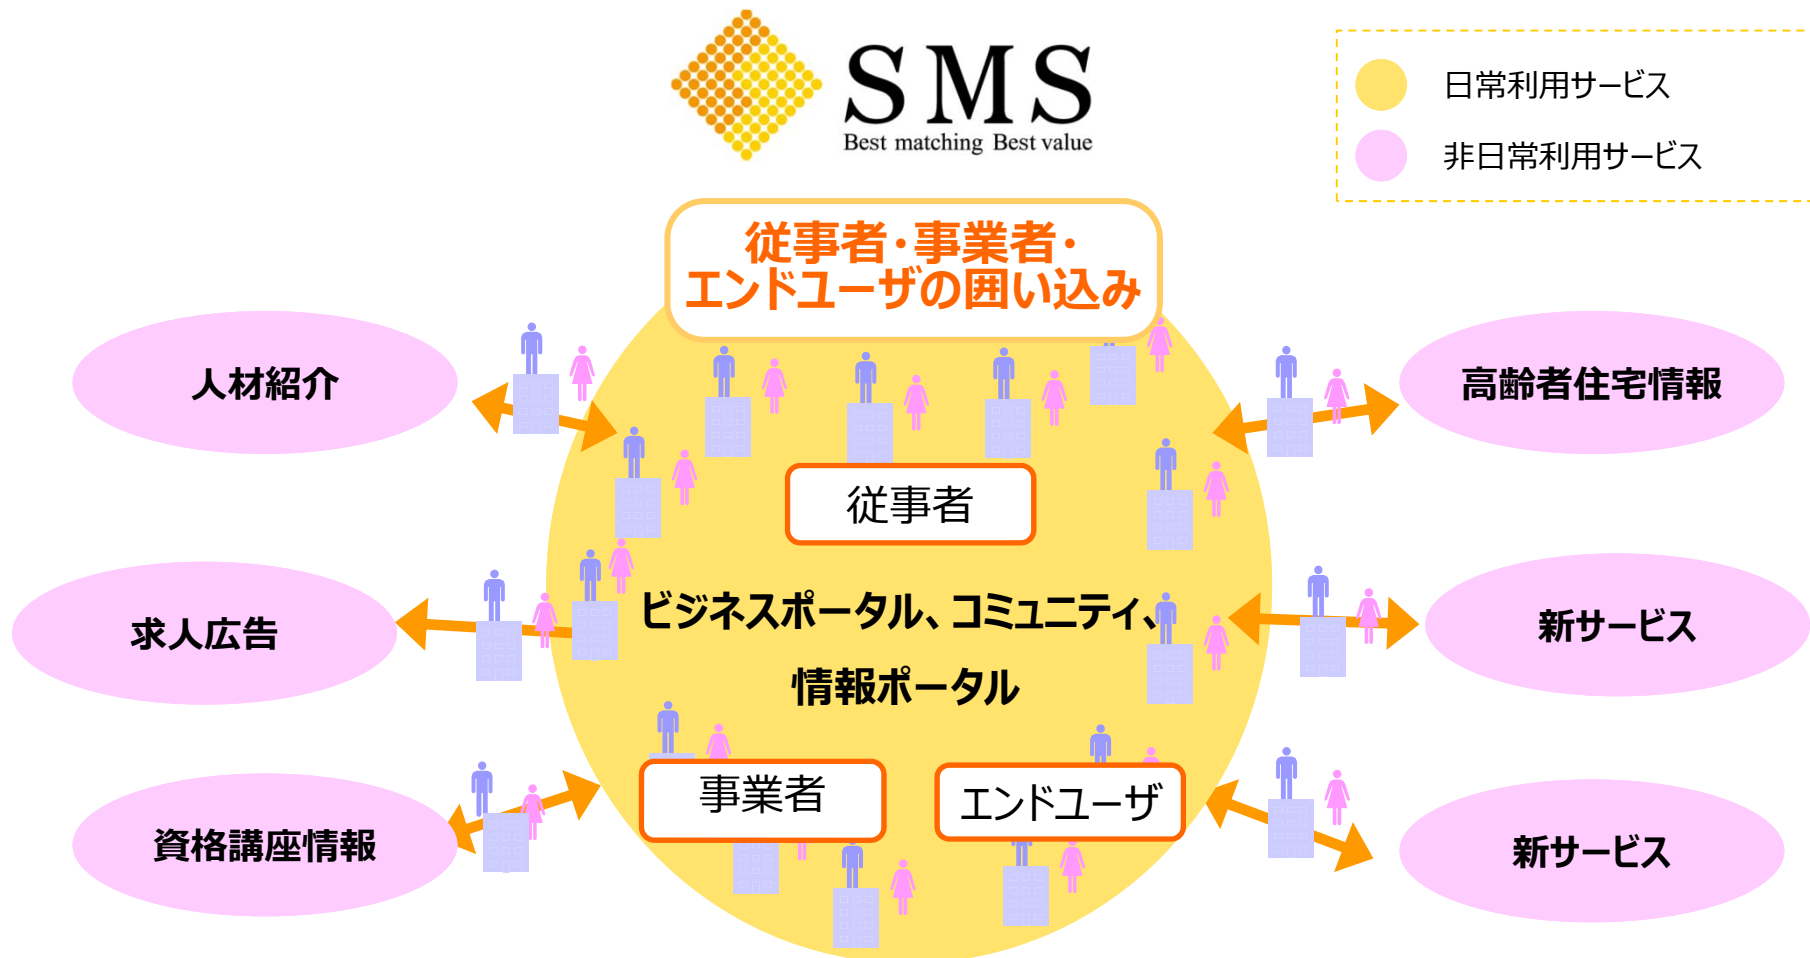 SMS
Best matching Best value
日常利用サービス
非日常利用サービス
従事者・事業者・
エンドユーザの囲い込み
人材紹介
高齢者住宅情報
従事者
ビジネスポータル、コミュニティ、
情報ポータル
求人広告
新サービス
事業者
エンドユーザ
資格講座情報
新サービス